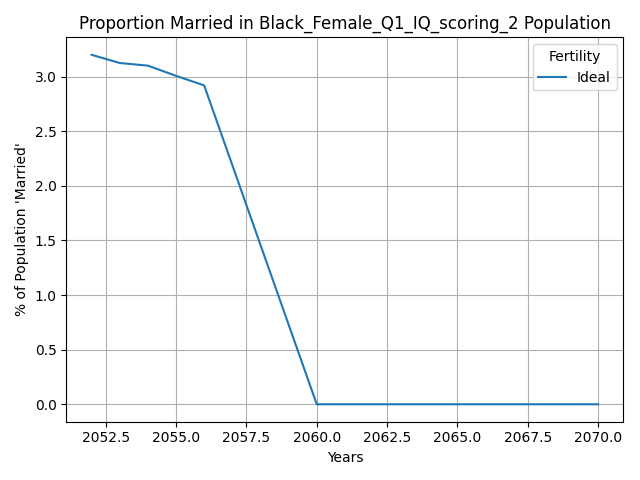 Proportion Married in Black_Female_Q1_IQ_scoring_2 Population
Fertility
Ideal
3.0
2.5
2.0
1.5
1.0
0.5
0.0
% of Population 'Married'
2052.5 2055.0 2057.5 2060.0 2062.5 2065.0 2067.5 2070.0
Years